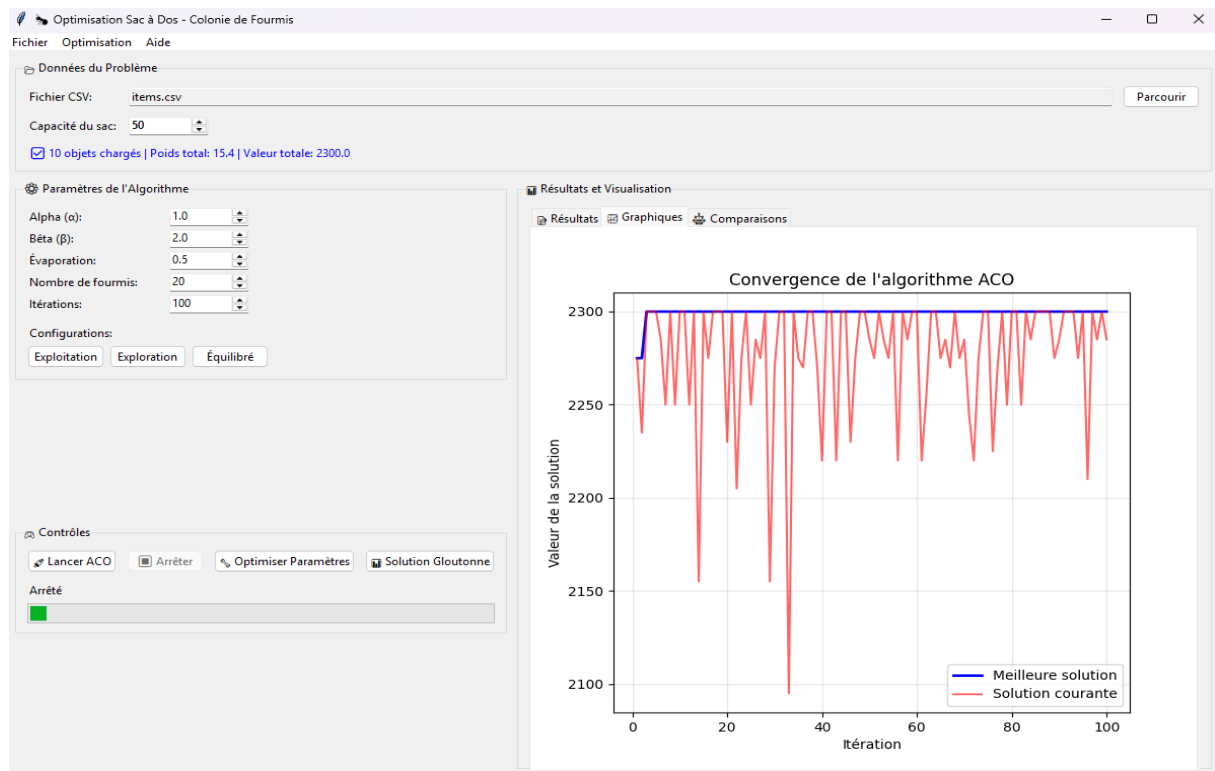 Optimisation Sac à Dos - Colonie de Fourmis
Fichier Optimisation Aide
Données du Problème
Fichier CSV: items.csv Parcourir
Capacité du sac: 50
10 objets chargés | Poids total: 15.4 | Valeur totale: 2300.0
Paramètres de l'Algorithme
Alpha (α): 1.0
Bêta (β): 2.0
Évaporation: 0.5
Nombre de fourmis: 20
Itérations: 100
Configurations:
Exploitation Exploration Équilibré
Contrôles
Lancer ACO Arrêter Optimiser Paramètres Solution Gloutonne
Arrêté
Résultats et Visualisation
Résultats Graphiques Comparaisons
Convergence de l'algorithme ACO
Valeur de la solution
2300
2250
2200
2150
2100
Meilleure solution
Solution courante
0 20 40 60 80 100
Itération